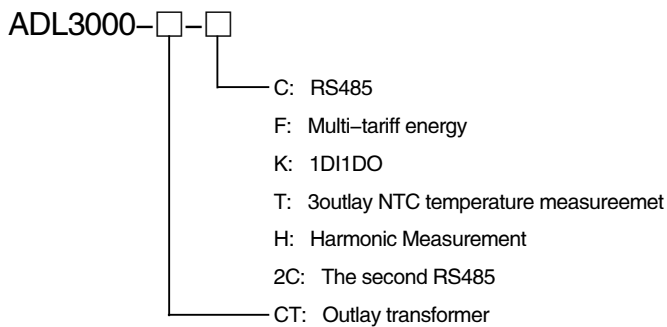 ADL3000–□–□
C: RS485
F: Multi–tariff energy
K: 1DI1DO
T: 3outlay NTC temperature measureemet
H: Harmonic Measurement
2C: The second RS485
CT: Outlay transformer